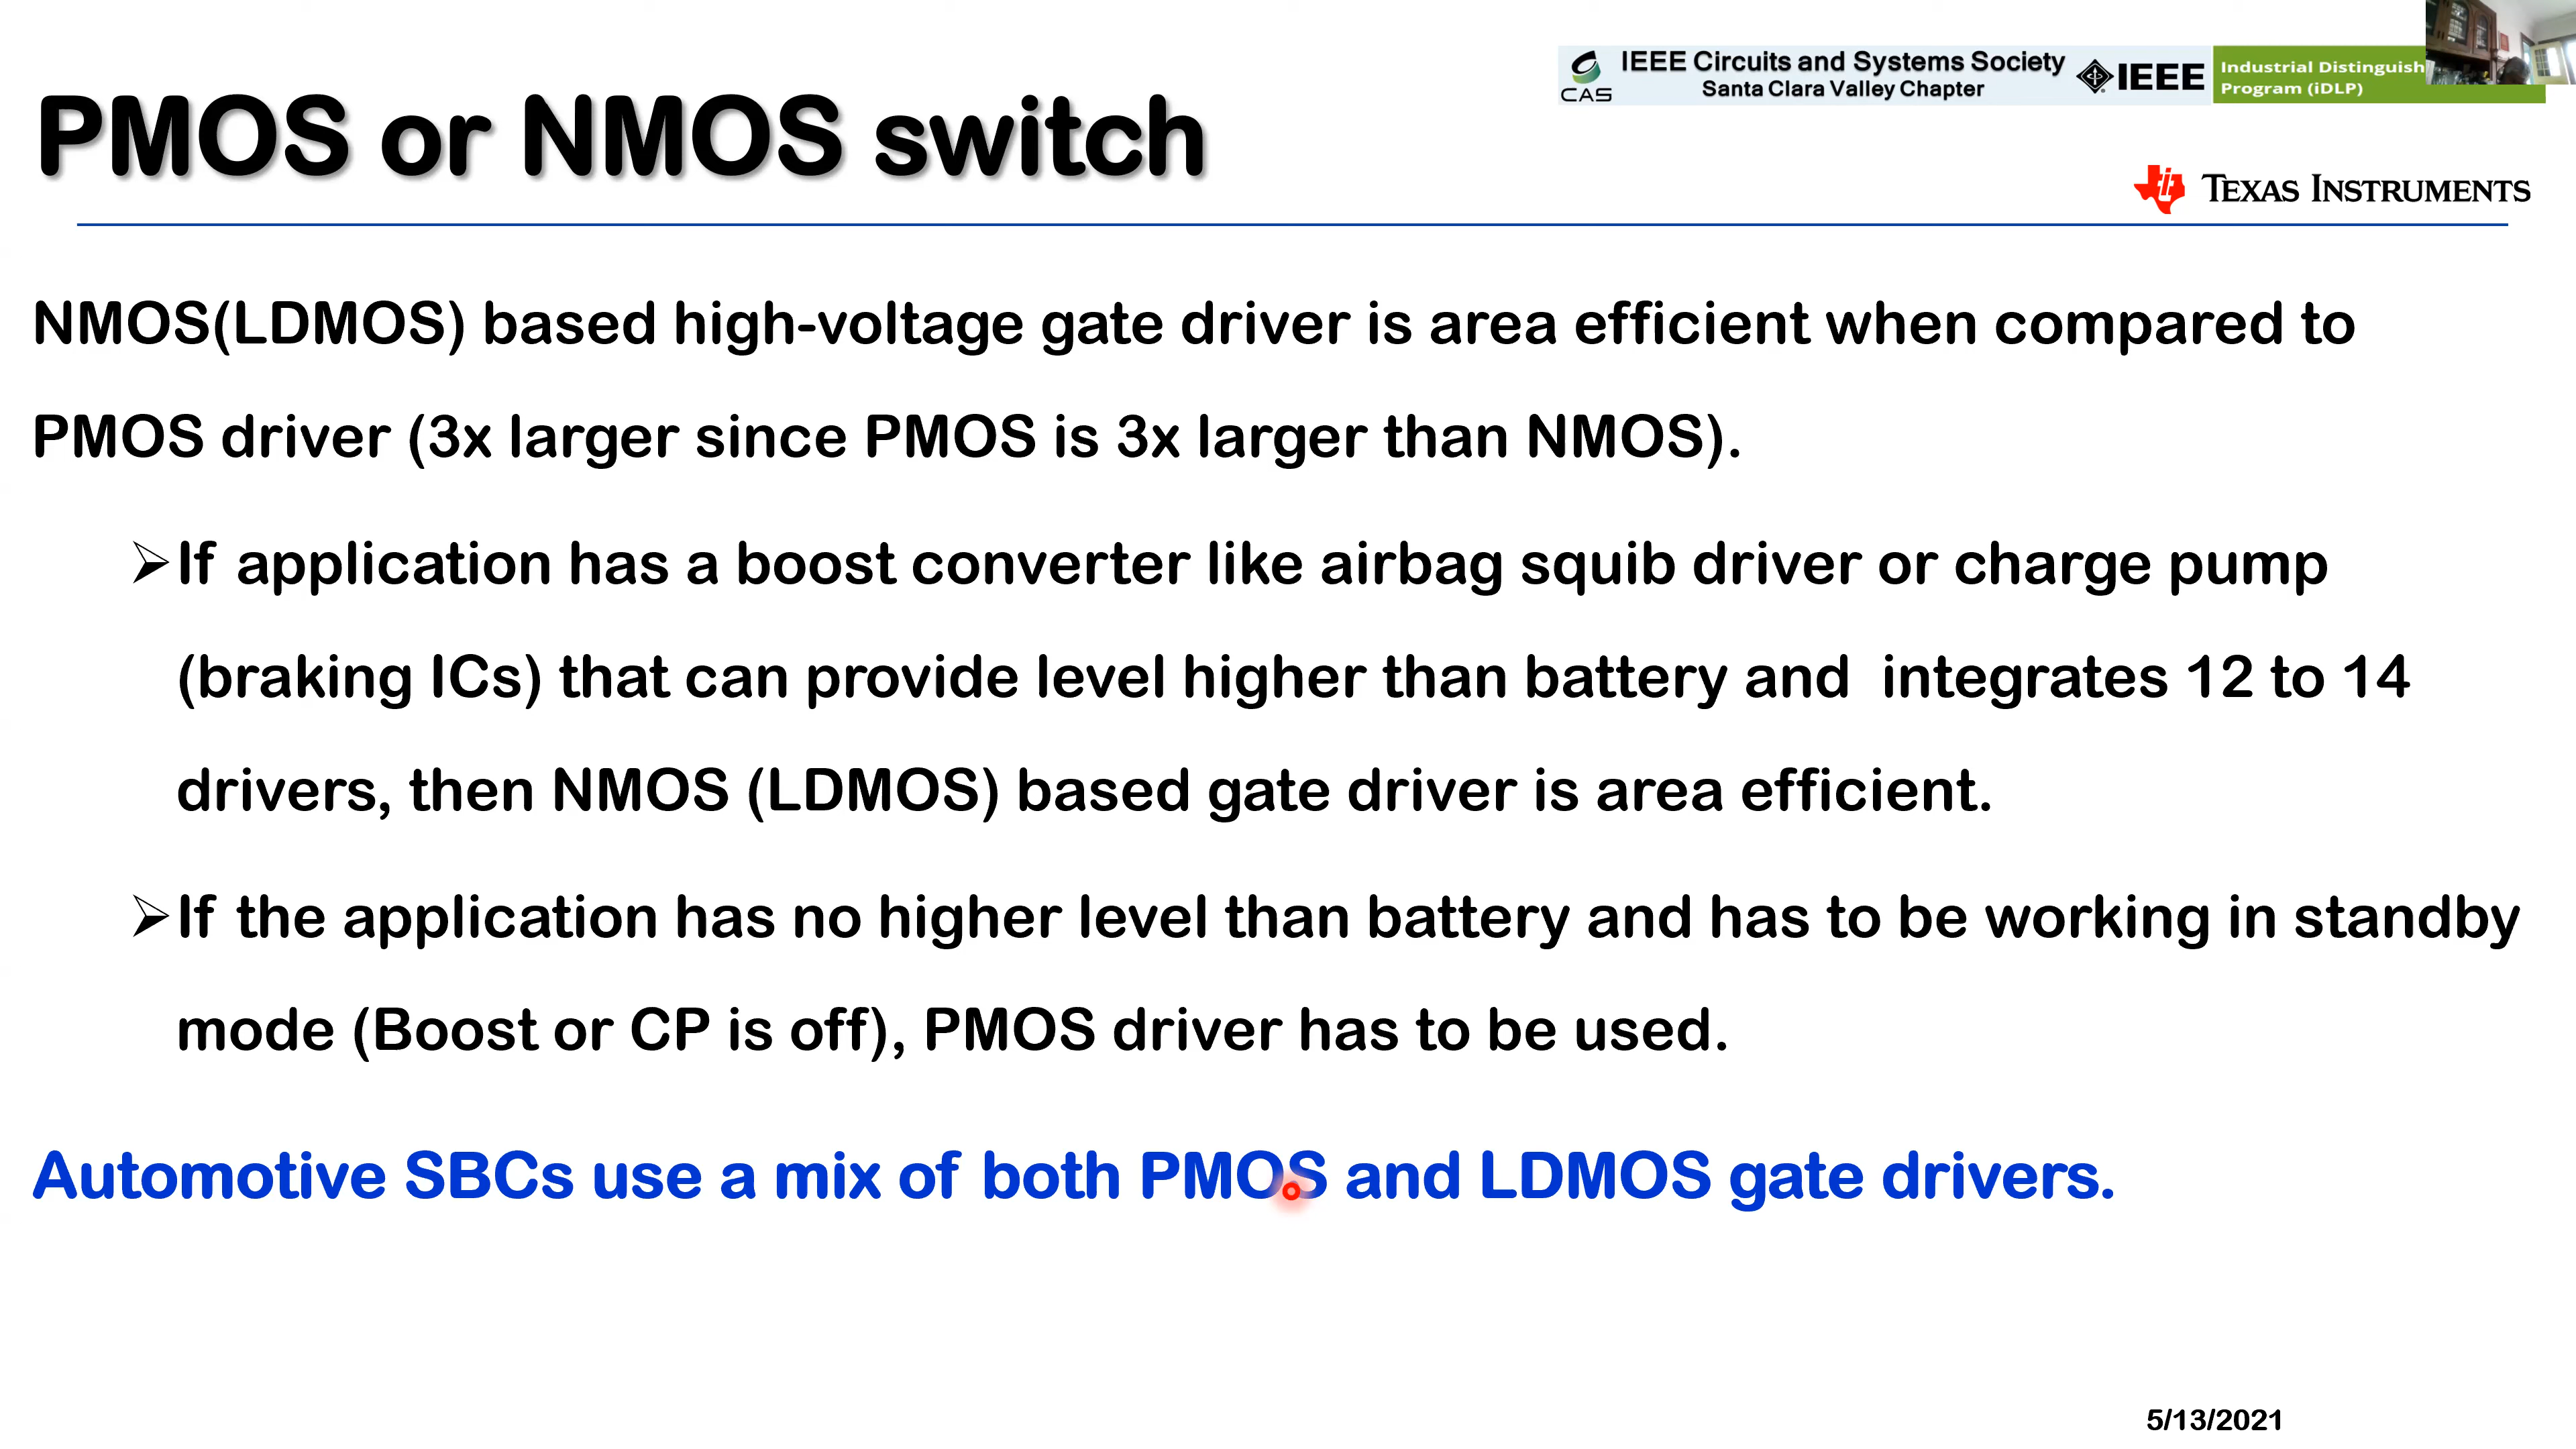 IEEE Circuits and Systems Society
Santa Clara Valley Chapter
CAS
IEEE
Industrial Distinguish
Program (iDLP)
PMOS or NMOS switch
TEXAS INSTRUMENTS
NMOS(LDMOS) based high-voltage gate driver is area efficient when compared to
PMOS driver (3x larger since PMOS is 3x larger than NMOS).
➢If application has a boost converter like airbag squib driver or charge pump
(braking ICs) that can provide level higher than battery and  integrates 12 to 14
drivers, then NMOS (LDMOS) based gate driver is area efficient.
➢If the application has no higher level than battery and has to be working in standby
mode (Boost or CP is off), PMOS driver has to be used.
Automotive SBCs use a mix of both PMOS and LDMOS gate drivers.
5/13/2021